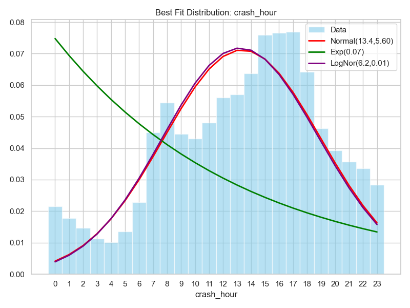 Best Fit Distribution: crash_hour
Data
Normal(13.4,5.60)
Exp(0.07)
LogNor(6.2,0.01)
0.08
0.07
0.06
0.05
0.04
0.03
0.02
0.01
0.00
0 1 2 3 4 5 6 7 8 9 10 11 12 13 14 15 16 17 18 19 20 21 22 23
crash_hour